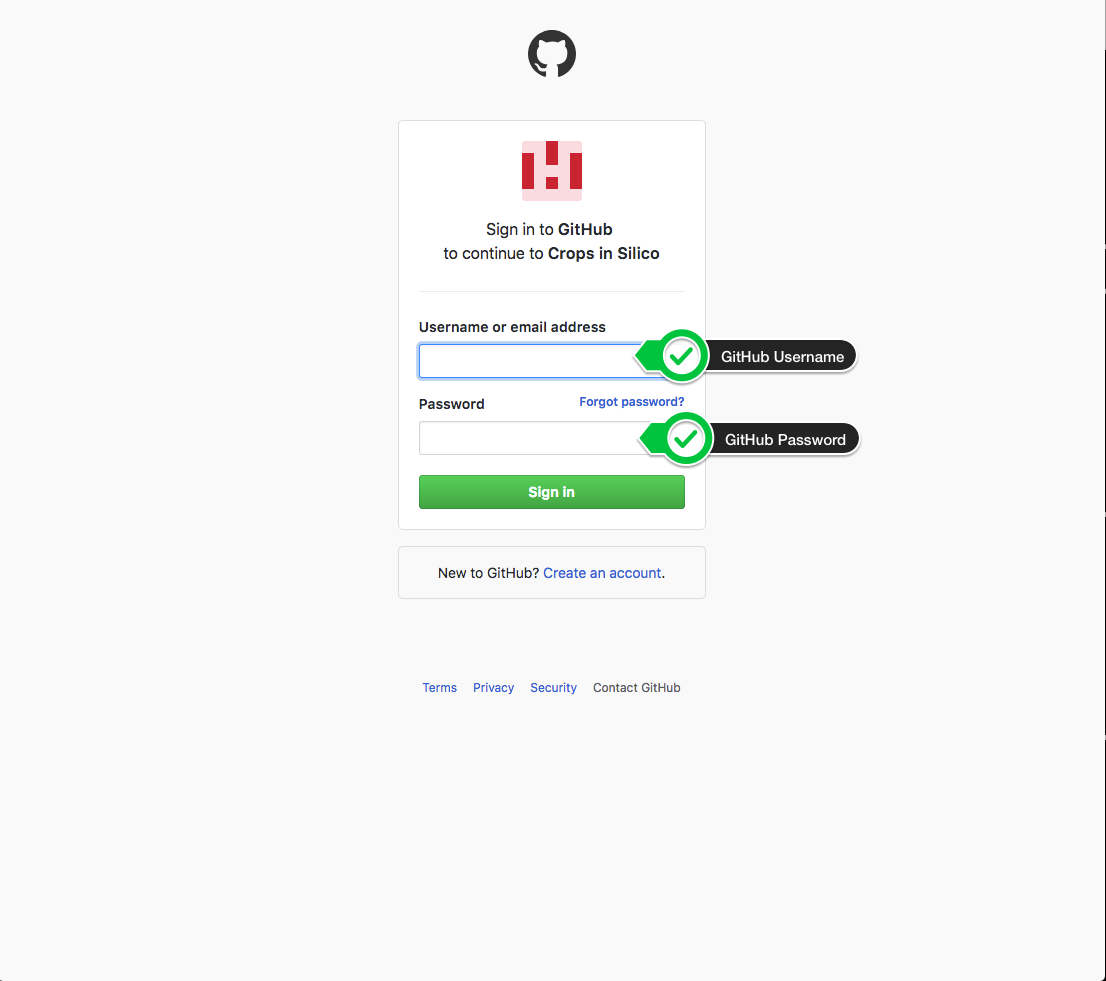 Sign in to GitHub
to continue to Crops in Silico
Username or email address
GitHub Username
Password
Forgot password?
GitHub Password
Sign in
New to GitHub? Create an account.
Terms Privacy Security Contact GitHub